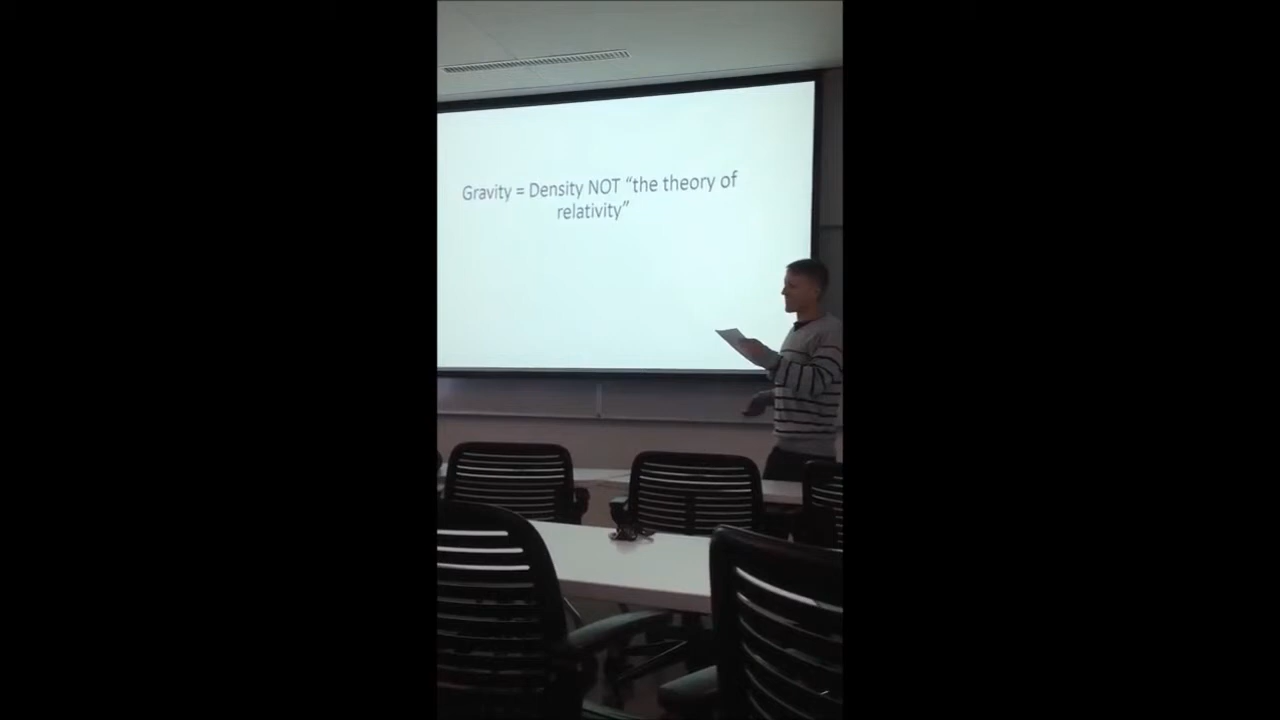 Gravity = Density NOT “the theory of
relativity”